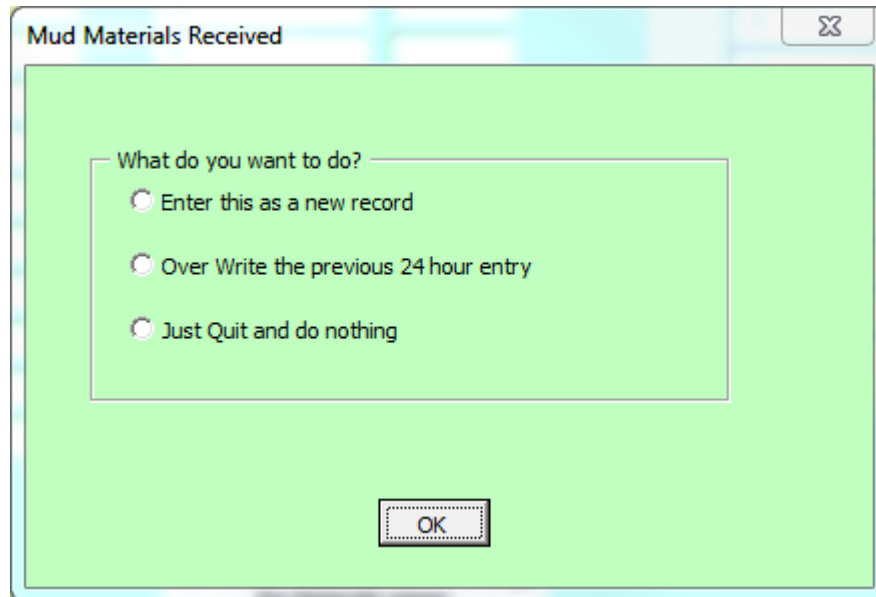 Mud Materials Received
What do you want to do?
Enter this as a new record
Over Write the previous 24 hour entry
Just Quit and do nothing
OK